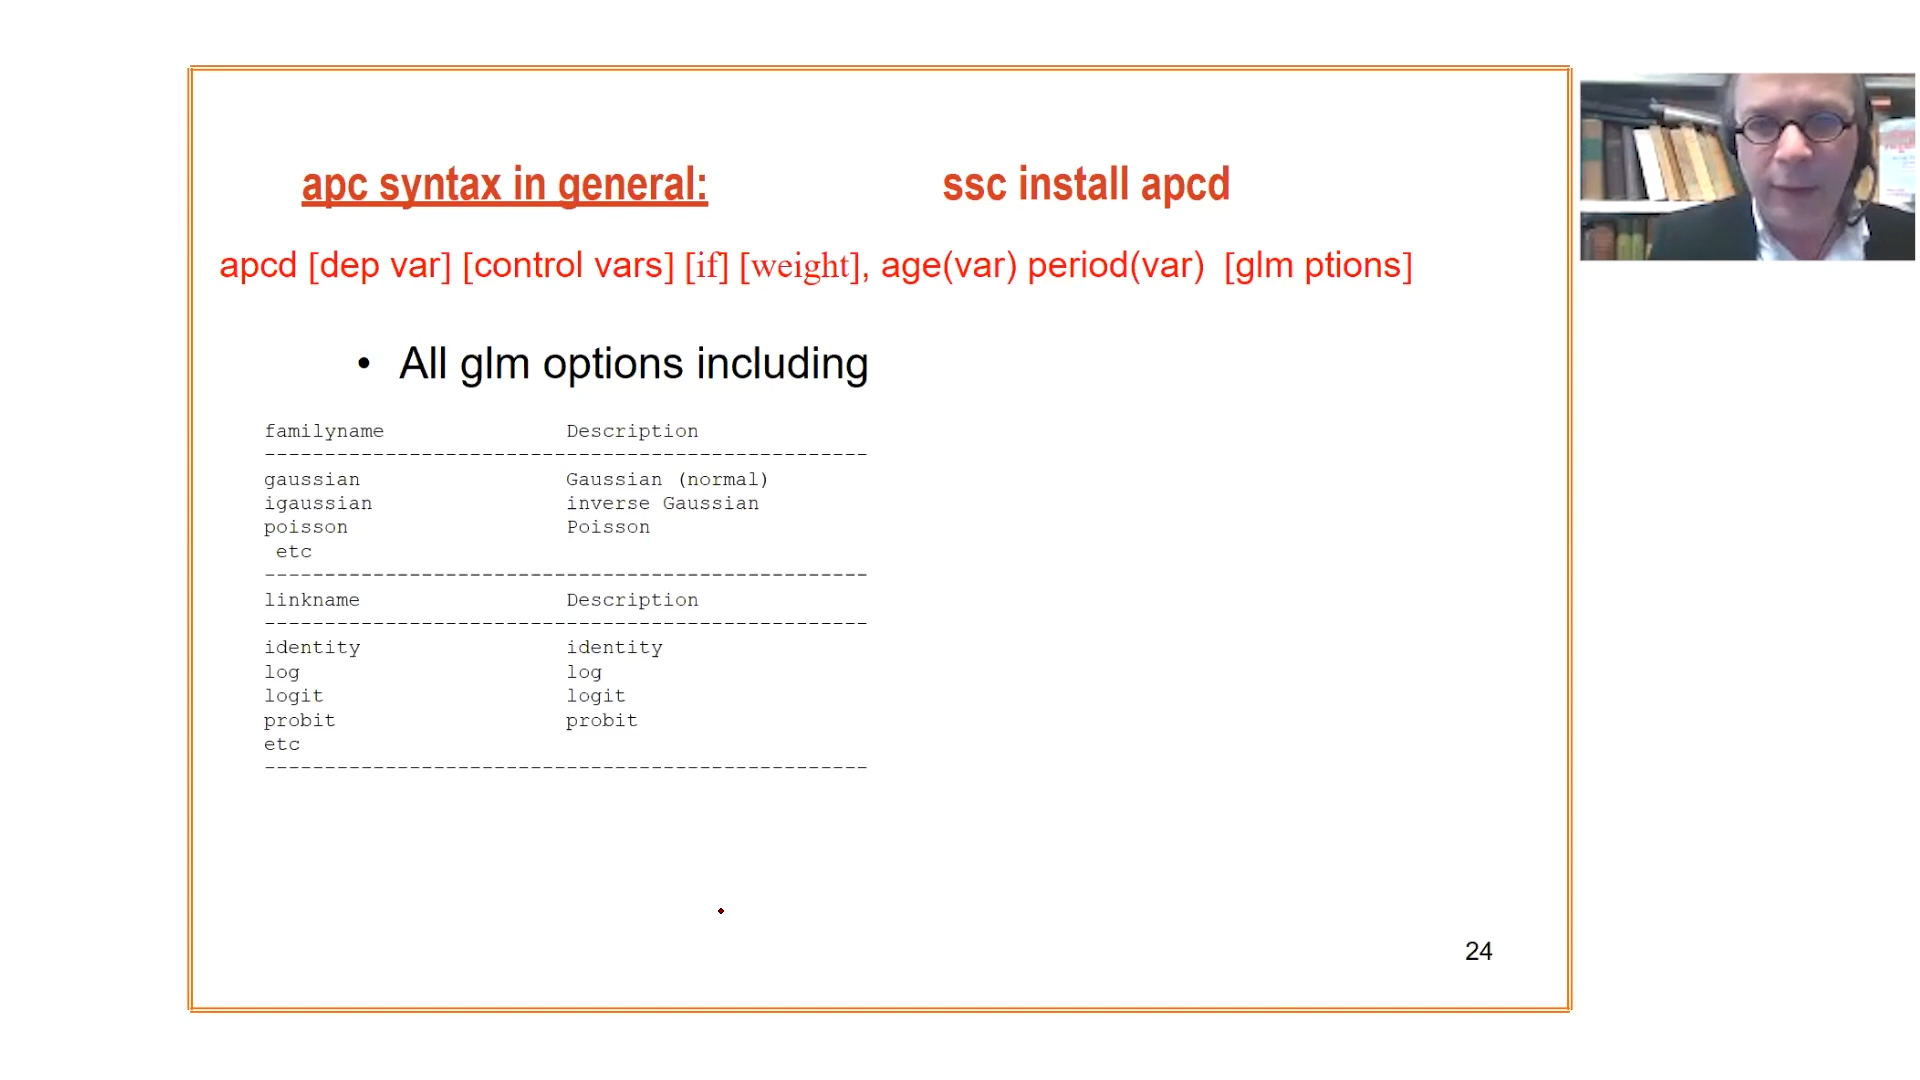 apc syntax in general: ssc install apcd
apcd [dep var] [control vars] [if] [weight], age(var) period(var) [glm ptions]
• All glm options including
familyname Description
--------------------------------------------------
gaussian Gaussian (normal)
igaussian inverse Gaussian
poisson Poisson
etc
--------------------------------------------------
linkname Description
--------------------------------------------------
identity identity
log log
logit logit
probit probit
etc
--------------------------------------------------
24